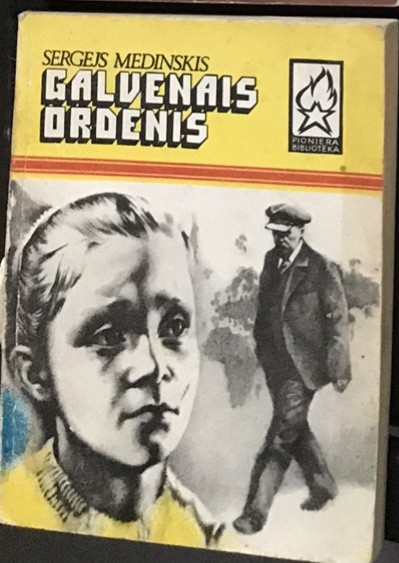 SERGEJS MEDINSKIS
GALVENAIS
ORDENIS
PIONIERA
BIBLIOTĒKA